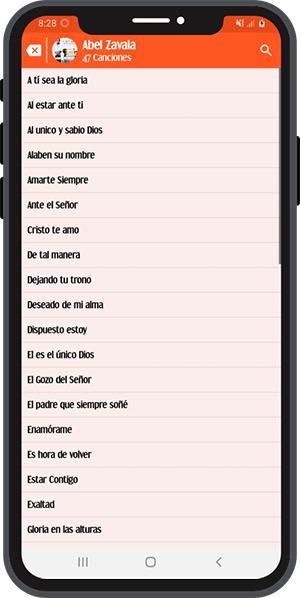 8:28
Abel Zavala
47 Canciones
A tí sea la gloria
Al estar ante ti
Al unico y sabio Dios
Alaben su nombre
Amarte Siempre
Ante el Señor
Cristo te amo
De tal manera
Dejando tu trono
Deseado de mi alma
Dispuesto estoy
El es el único Dios
El Gozo del Señor
El padre que siempre soñé
Enamórame
Es hora de volver
Estar Contigo
Exaltad
Gloria en las alturas